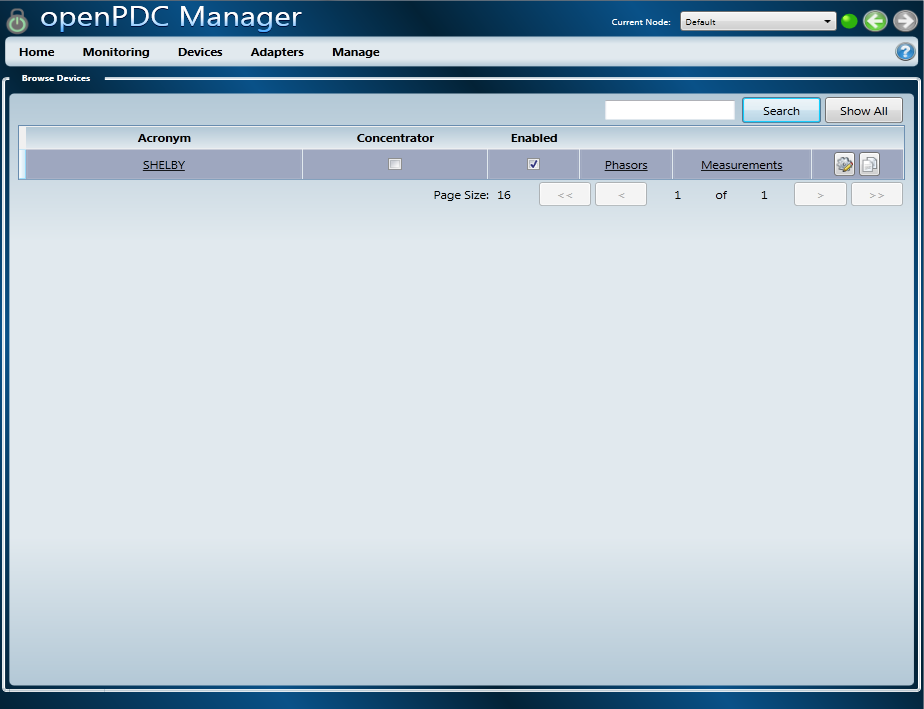 openPDC Manager
Current Node: Default
Home Monitoring Devices Adapters Manage ?
Browse Devices
Search Show All
Acronym Concentrator Enabled
SHELBY Phasors Measurements
Page Size: 16 << < 1 of 1 > >>